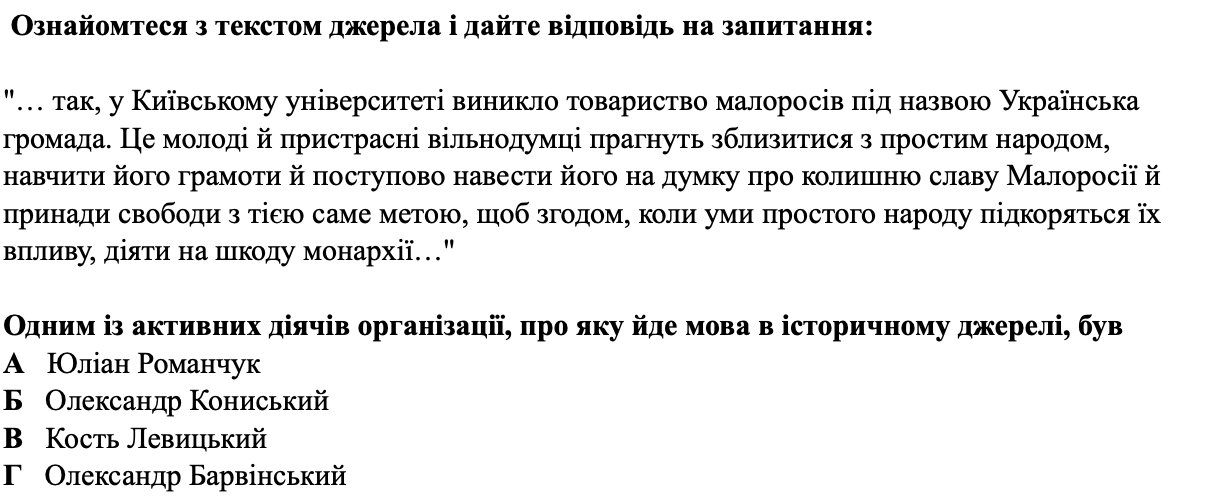 Ознайомтеся з текстом джерела і дайте відповідь на запитання:
"… так, у Київському університеті виникло товариство малоросів під назвою Українська
громада. Це молоді й пристрасні вільнодумці прагнуть зблизитися з простим народом,
навчити його грамоти й поступово навести його на думку про колишню славу Малоросії й
принади свободи з тією саме метою, щоб згодом, коли уми простого народу підкоряться їх
впливу, діяти на шкоду монархії…"
Одним із активних діячів організації, про яку йде мова в історичному джерелі, був
А Юліан Романчук
Б Олександр Кониський
В Кость Левицький
Г Олександр Барвінський